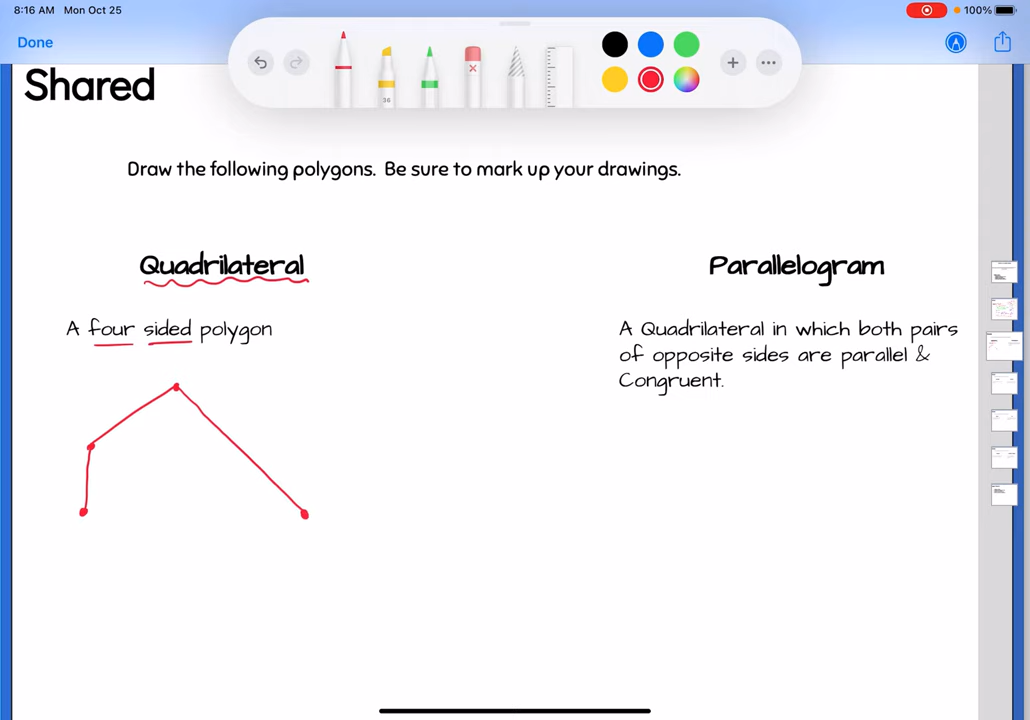 8:16 AM Mon Oct 25
100%
Done
36
Shared
Draw the following polygons. Be sure to mark up your drawings.
Quadrilateral
A four sided polygon
Parallelogram
A Quadrilateral in which both pairs
of opposite sides are parallel &
Congruent.